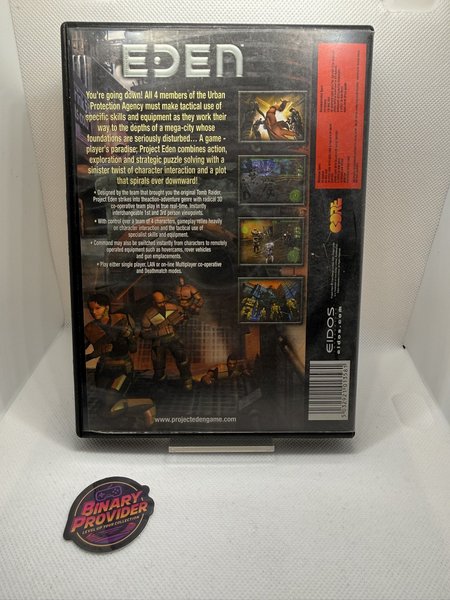 EDEN
You're going down! All 4 members of the Urban
Protection Agency must make tactical use of
specific skills and equipment as they work their
way to the depths of a mega-city whose
foundations are seriously disturbed... A game -
player's paradise: Project Eden combines action,
exploration and strategic puzzle solving with a
sinister twist of character interaction and a plot
that spirals ever downward!
• Designed by the team that brought you the original Tomb Raider,
Project Eden strikes into theaction-adventure genre with radical 3D
co-operative team play in true real-time. Instantly
interchangeable 1st and 3rd person viewpoints.
• With control over a team of 4 characters, gameplay relies heavily
on character interaction and the tactical use of
specialist skills and equipment.
• Command may also be switched instantly from characters to remotely
operated equipment such as hovercams, rover vehicles
and gun emplacements.
• Play either single player, LAN or on-line Multiplayer co-operative
and Deathmatch modes.
www.projectedengame.com
CORE
EIDOS
eidos.com
5 032921 013569
BINARY
PROVIDER
LEVEL UP YOUR COLLECTION